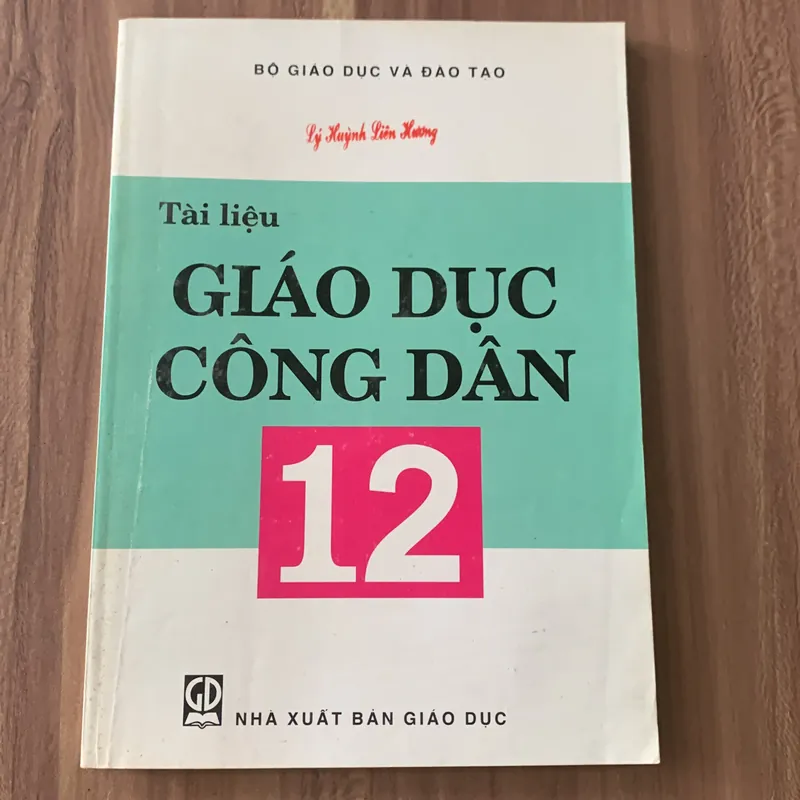 BỘ GIÁO DỤC VÀ ĐÀO TẠO
Lý Huỳnh Liên Hương
Tài liệu
GIÁO DỤC
CÔNG DÂN
12
GD
NHÀ XUẤT BẢN GIÁO DỤC